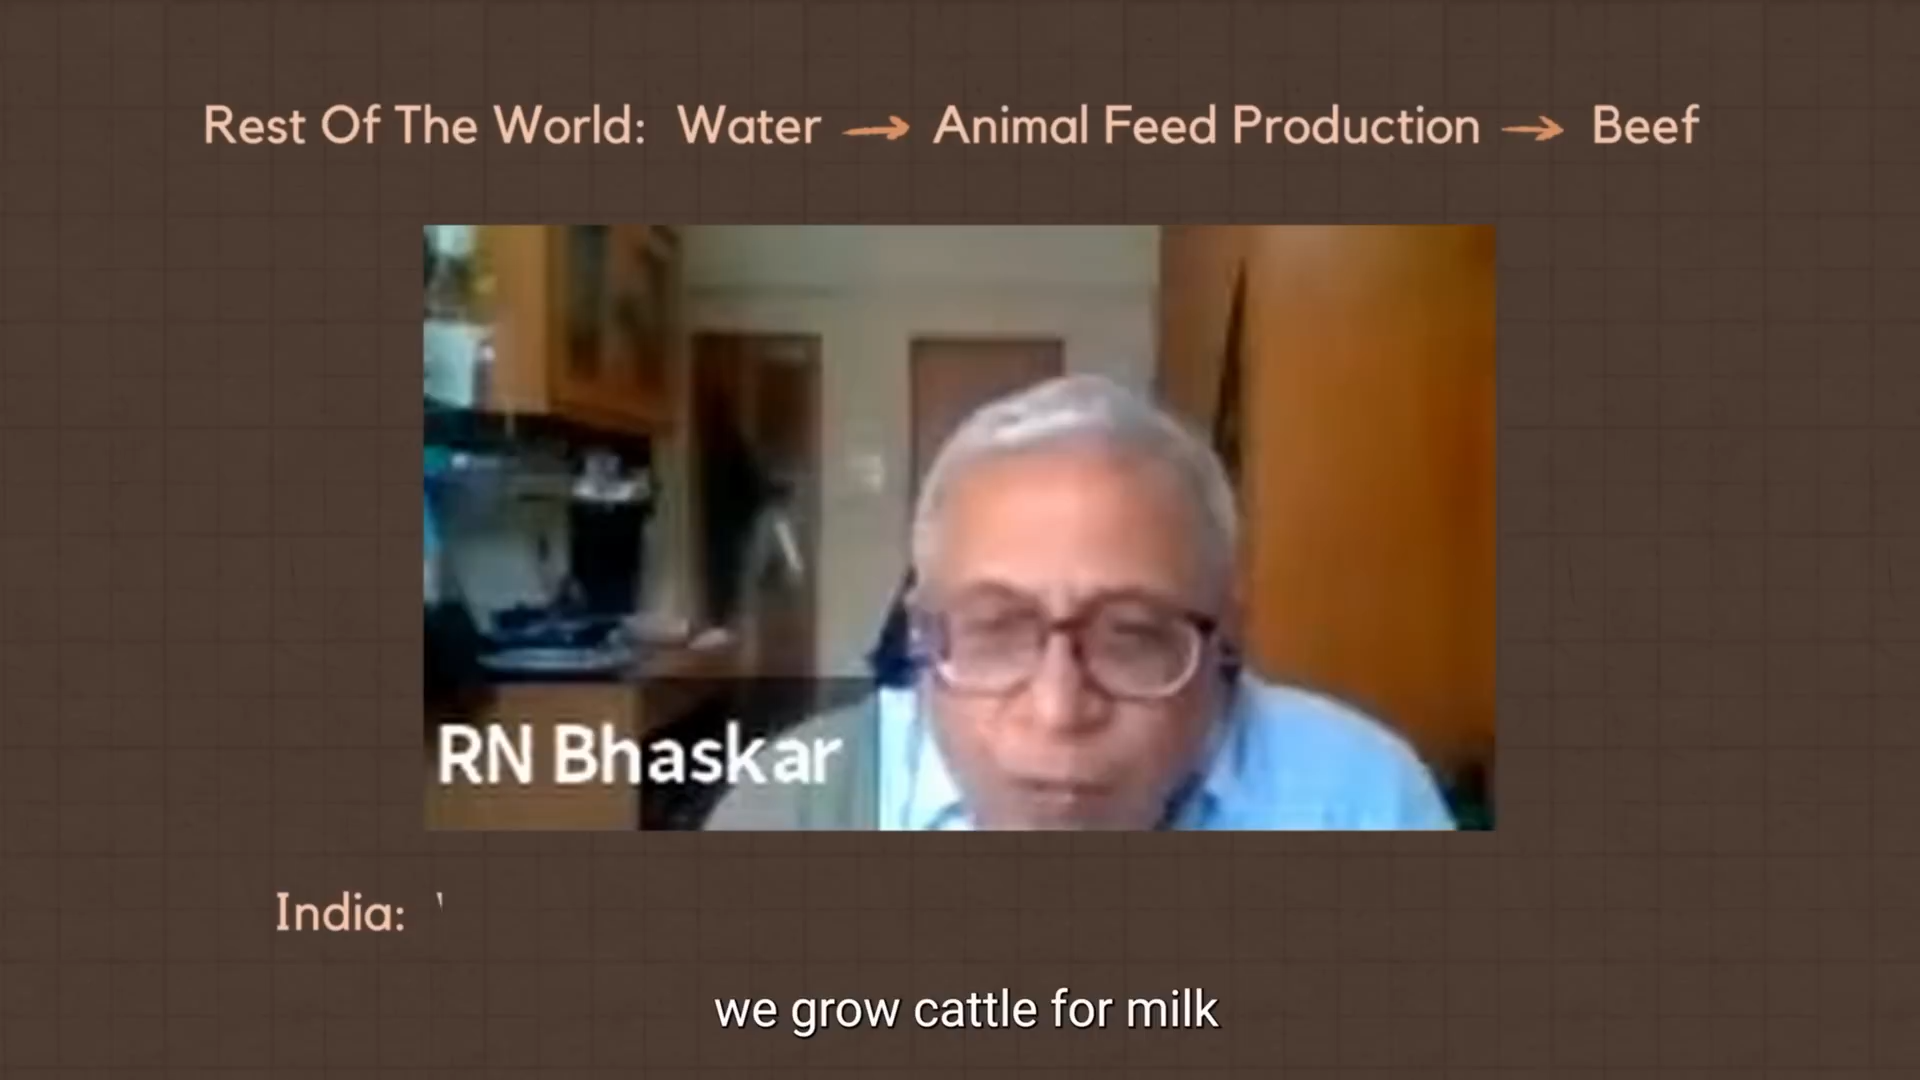 Rest Of The World: Water → Animal Feed Production → Beef
RN Bhaskar
India:
we grow cattle for milk